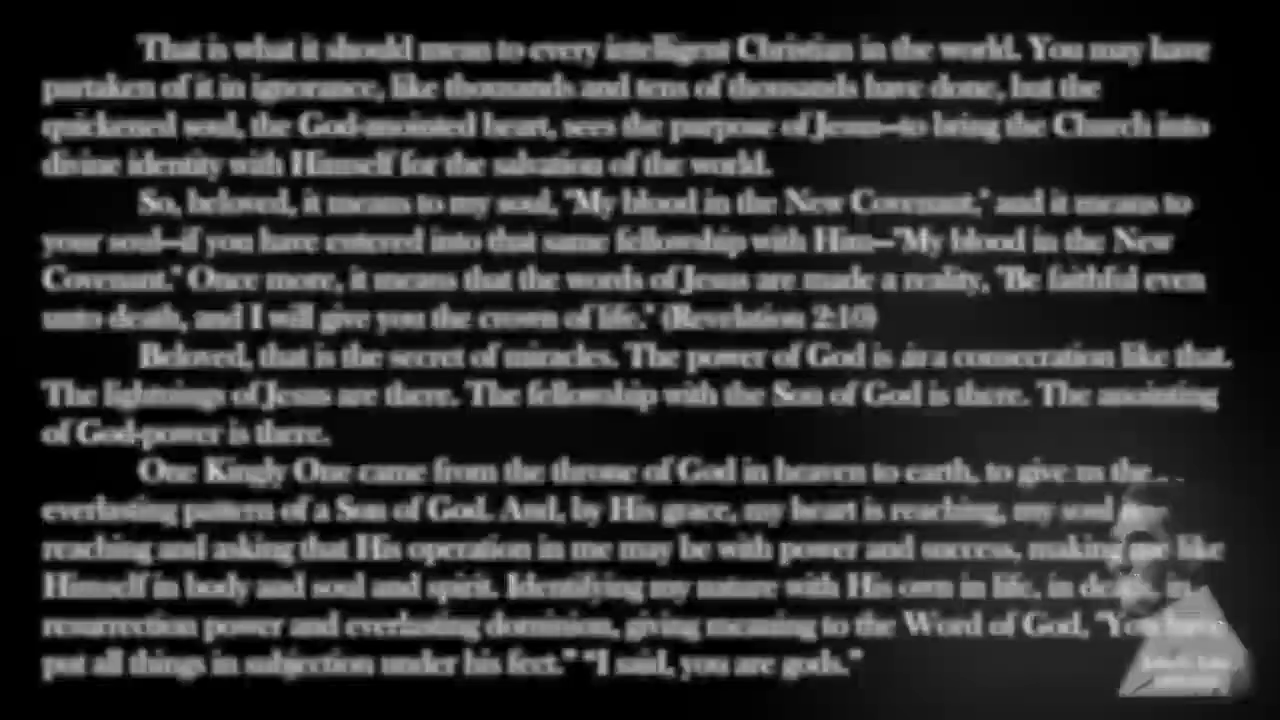 That is what it should mean to every intelligent Christian in the world. You may have
partaken of it in ignorance, like thousands and tens of thousands have done, but the
quickened soul, the God-anointed heart, sees the purpose of Jesus—to bring the Church into
divine identity with Himself for the salvation of the world.
So, beloved, it means to my soul, "My blood in the New Covenant," and it means to
your soul—if you have entered into that same fellowship with Him—"My blood in the New
Covenant." Once more, it means that the words of Jesus are made a reality, "Be faithful even
unto death, and I will give you the crown of life." (Revelation 2:10)
Beloved, that is the secret of miracles. The power of God is in a consecration like that.
The lightnings of Jesus are there. The fellowship with the Son of God is there. The anointing
of God-power is there.
One Kingly One came from the throne of God in heaven to earth, to give us the
everlasting pattern of a Son of God. And, by His grace, my heart is reaching, my soul is
reaching and asking that His operation in me may be with power and success, making me like
Himself in body and soul and spirit. Identifying my nature with His own in life, in death, in
resurrection power and everlasting dominion, giving meaning to the Word of God, "You have
put all things in subjection under his feet." "I said, you are gods."